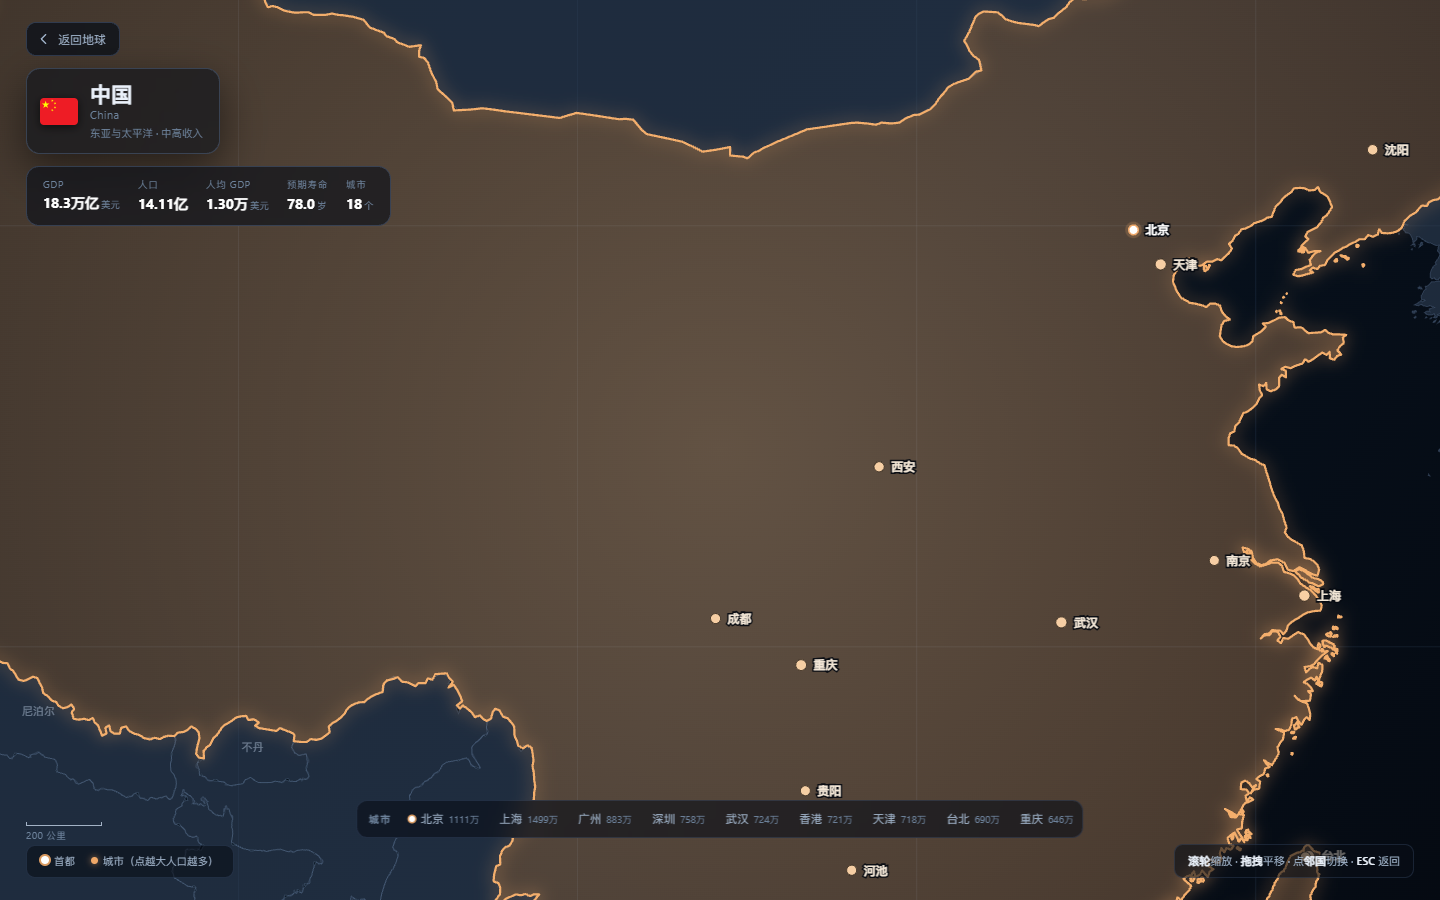 返回地球
中国
China
东亚与太平洋 · 中高收入
GDP 人口 人均 GDP 预期寿命 城市
18.3万亿 美元 14.11亿 1.30万 美元 78.0 岁 18 个
沈阳
北京
天津
西安
南京
上海
成都
武汉
重庆
尼泊尔
不丹
贵阳
城市 北京 1111万 上海 1499万 广州 883万 深圳 758万 武汉 724万 香港 721万 天津 718万 台北 690万 重庆 646万
200 公里
台北
首都 城市（点越大人口越多）
滚轮缩放 · 拖拽平移 · 点邻国切换 · ESC 返回
河池